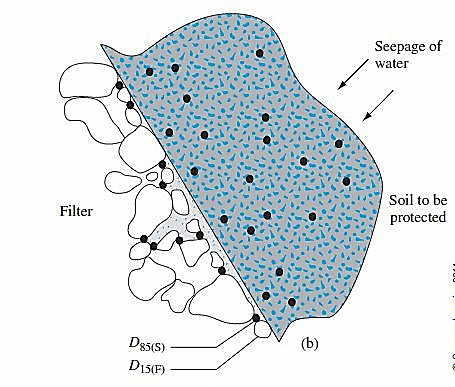 Seepage of
water
Soil to be
protected
Filter
D85(S)
D15(F)
(b)